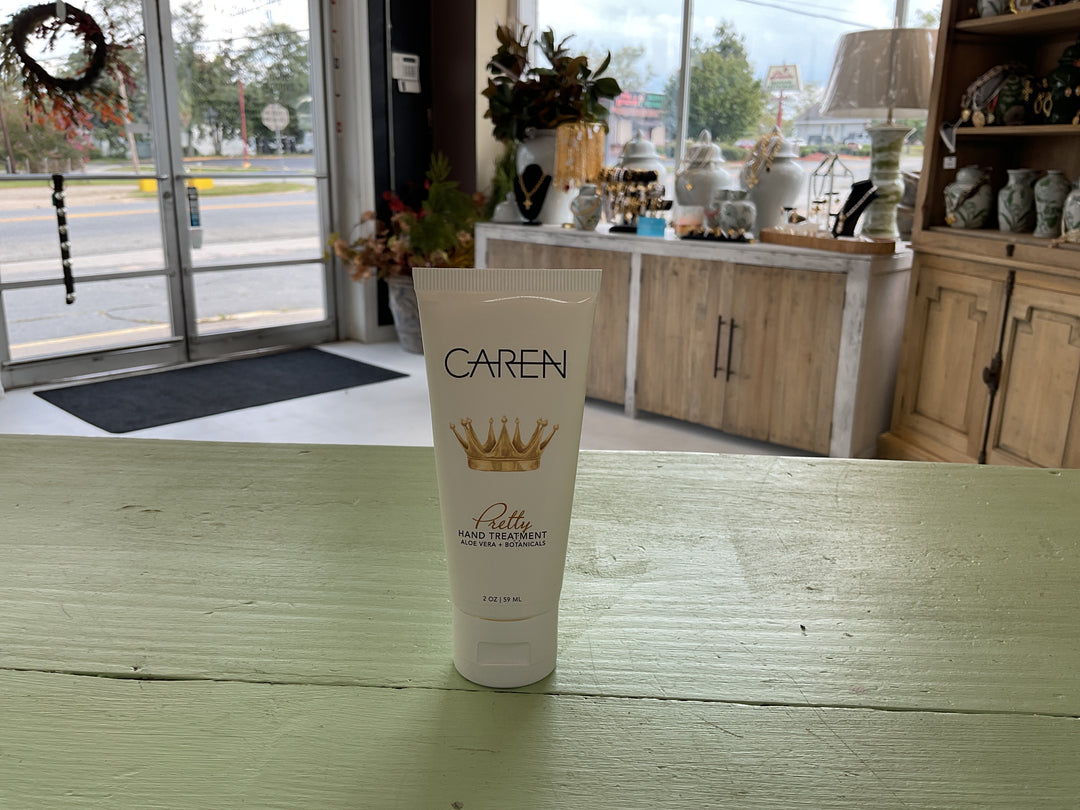 CAREN
Pretty
HAND TREATMENT
ALOE VERA + BOTANICALS
2 OZ | 59 ML